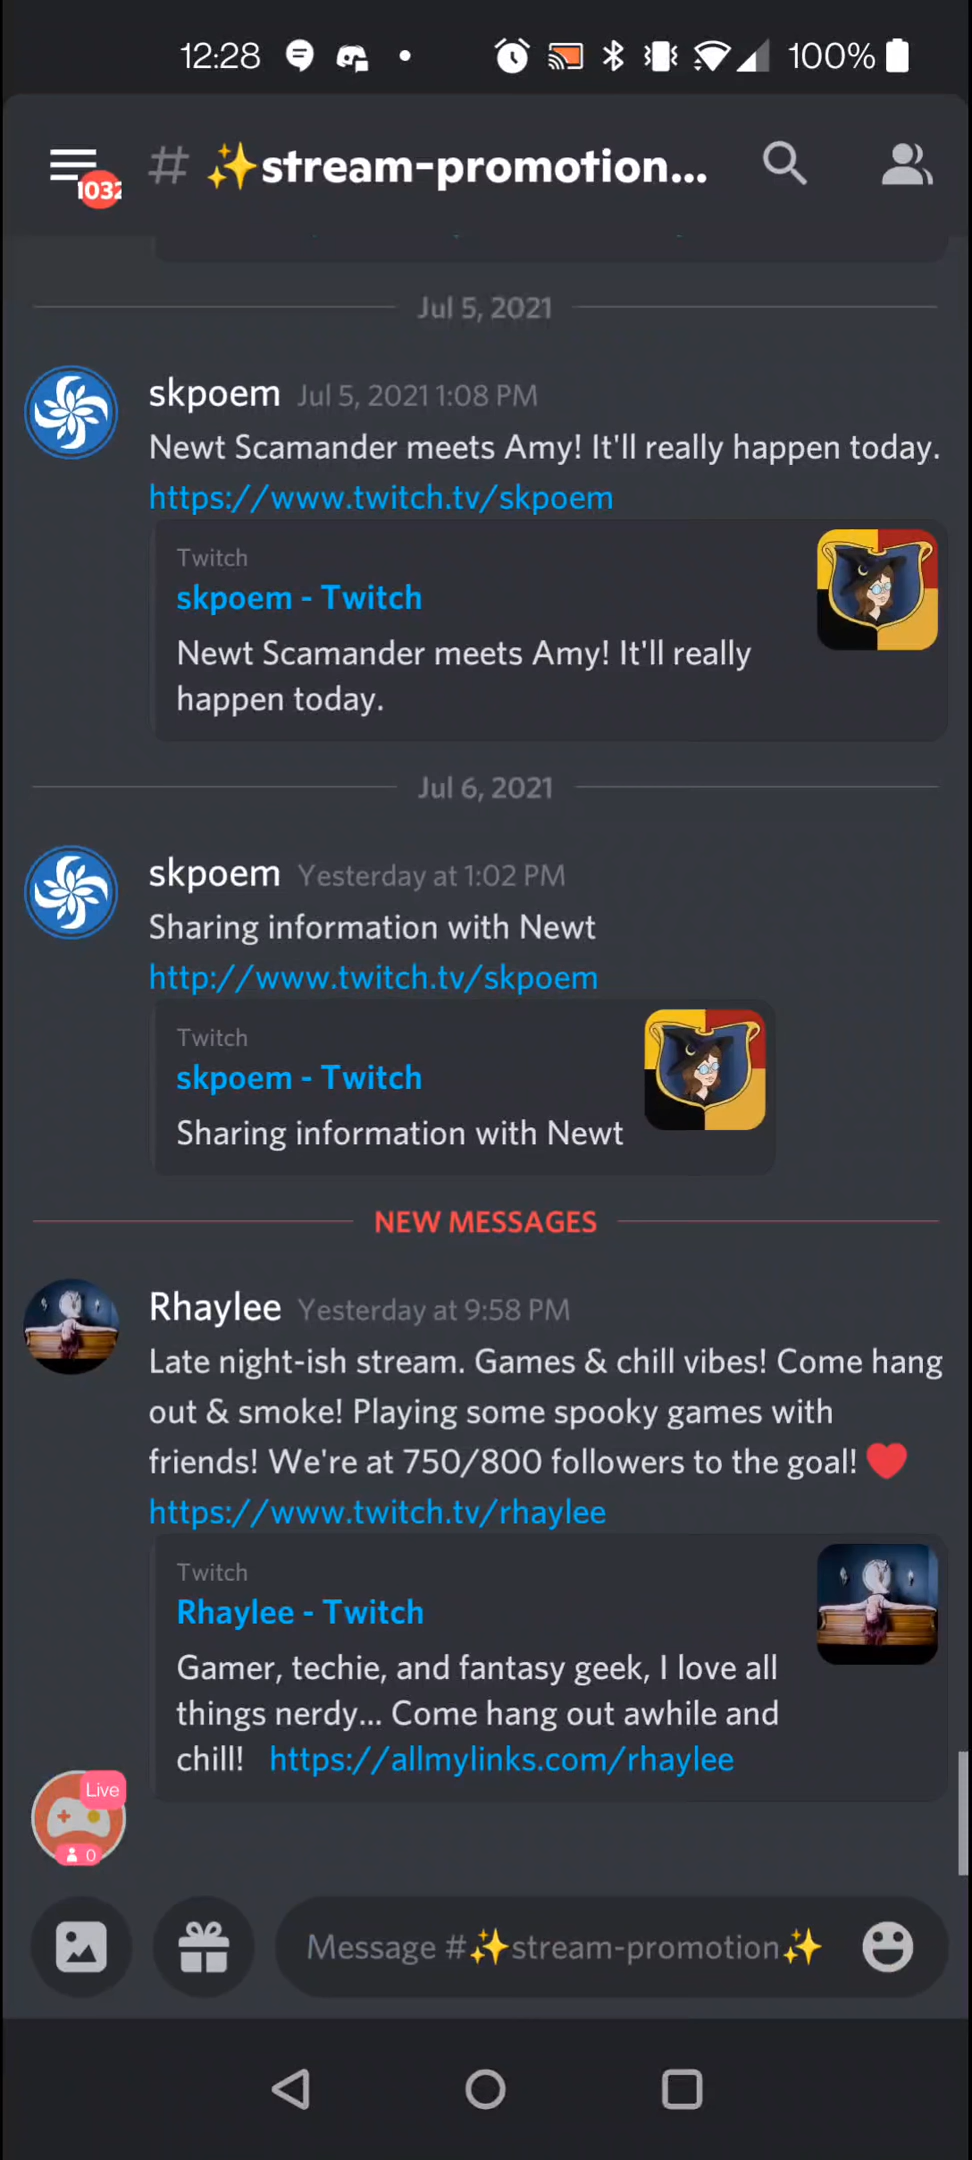 12:28 100%
1032
# ✨stream-promotion...
Jul 5, 2021
skpoem Jul 5, 2021 1:08 PM
Newt Scamander meets Amy! It'll really happen today.
https://www.twitch.tv/skpoem
Twitch
skpoem - Twitch
Newt Scamander meets Amy! It'll really
happen today.
Jul 6, 2021
skpoem Yesterday at 1:02 PM
Sharing information with Newt
http://www.twitch.tv/skpoem
Twitch
skpoem - Twitch
Sharing information with Newt
NEW MESSAGES
Rhaylee Yesterday at 9:58 PM
Late night-ish stream. Games & chill vibes! Come hang
out & smoke! Playing some spooky games with
friends! We're at 750/800 followers to the goal! ❤️
https://www.twitch.tv/rhaylee
Twitch
Rhaylee - Twitch
Gamer, techie, and fantasy geek, I love all
things nerdy... Come hang out awhile and
chill! https://allmylinks.com/rhaylee
Live
0
Message #✨stream-promotion✨